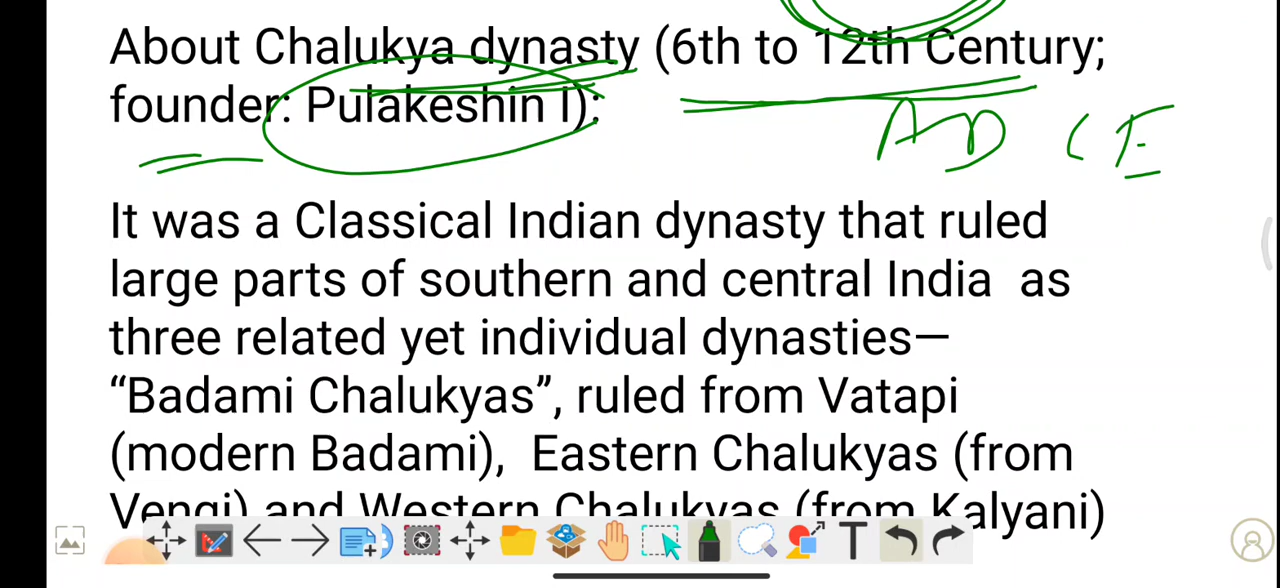 About Chalukya dynasty (6th to 12th Century;
founder: Pulakeshin I):
AD CE
It was a Classical Indian dynasty that ruled
large parts of southern and central India as
three related yet individual dynasties—
“Badami Chalukyas”, ruled from Vatapi
(modern Badami), Eastern Chalukyas (from
Vengi) and Western Chalukyas (from Kalyani)
T